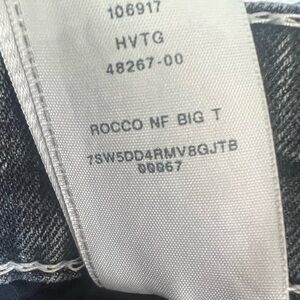 106917
HVTG
48267-00
ROCCO NF BIG T
7SW5DD4RMV8GJTB
00067